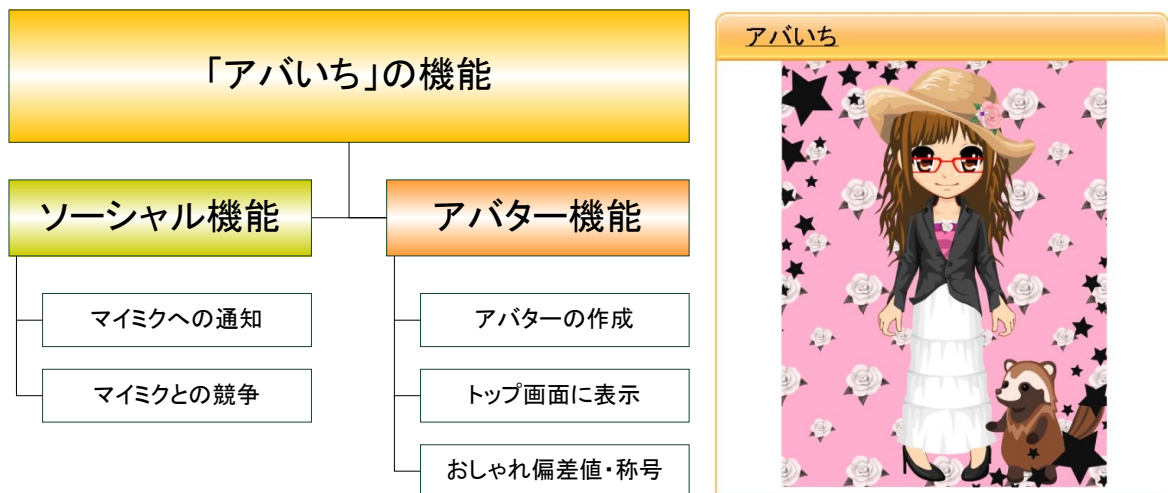 「アバいち」の機能
ソーシャル機能
マイミクへの通知
マイミクとの競争
アバター機能
アバターの作成
トップ画面に表示
おしゃれ偏差値・称号
アバいち